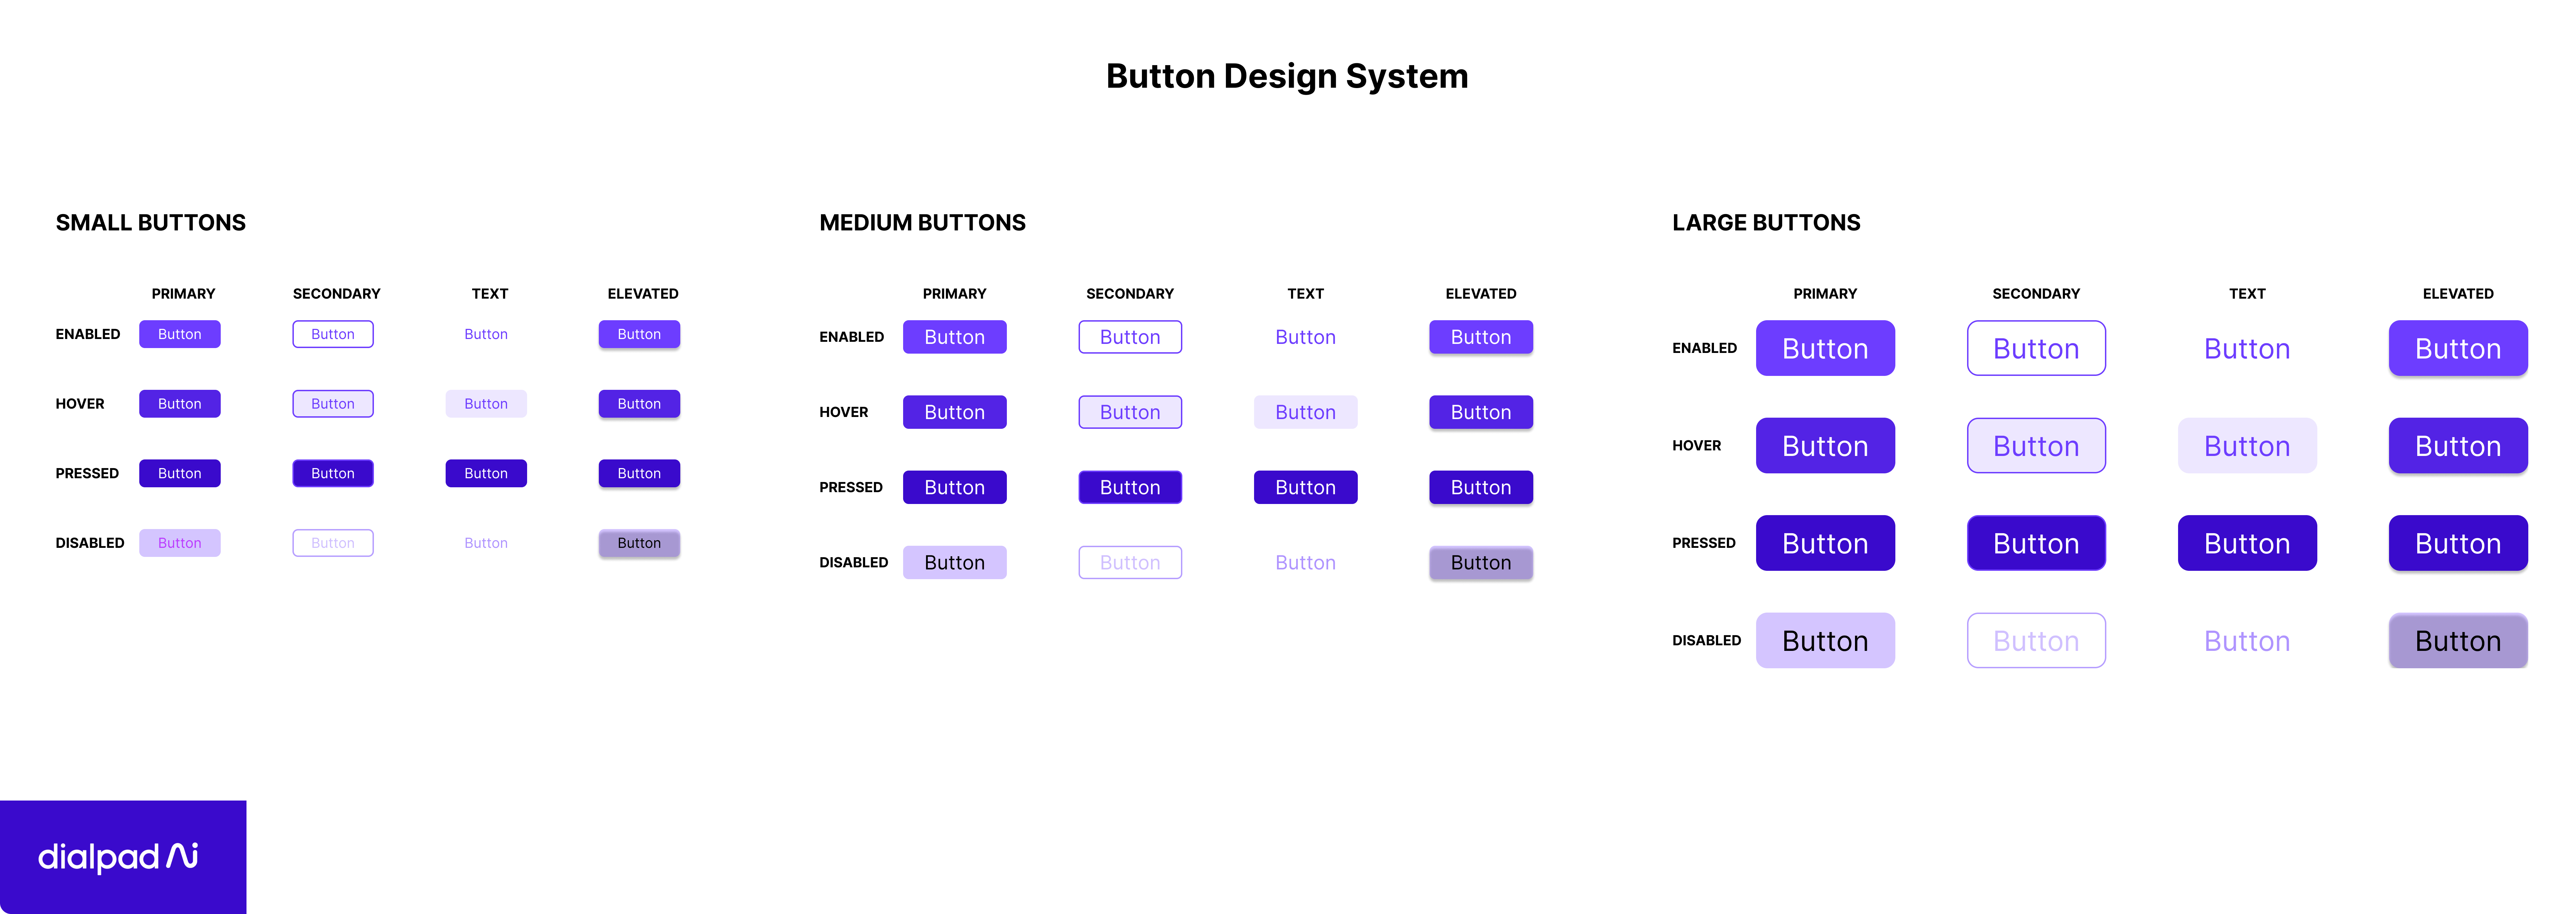 Button Design System
SMALL BUTTONS
PRIMARY SECONDARY TEXT ELEVATED
ENABLED Button Button Button Button
HOVER Button Button Button Button
PRESSED Button Button Button Button
DISABLED Button Button Button Button
MEDIUM BUTTONS
PRIMARY SECONDARY TEXT ELEVATED
ENABLED Button Button Button Button
HOVER Button Button Button Button
PRESSED Button Button Button Button
DISABLED Button Button Button Button
LARGE BUTTONS
PRIMARY SECONDARY TEXT ELEVATED
ENABLED Button Button Button Button
HOVER Button Button Button Button
PRESSED Button Button Button Button
DISABLED Button Button Button Button
dialpad Ai